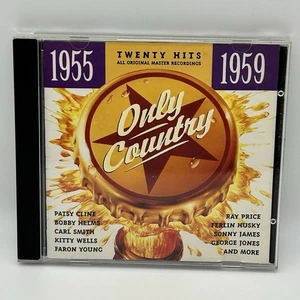 1955
TWENTY HITS
ALL ORIGINAL MASTER RECORDINGS
1959
Only
Country
PATSY CLINE
BOBBY HELMS
CARL SMITH
KITTY WELLS
FARON YOUNG
RAY PRICE
FERLIN HUSKY
SONNY JAMES
GEORGE JONES
AND MORE